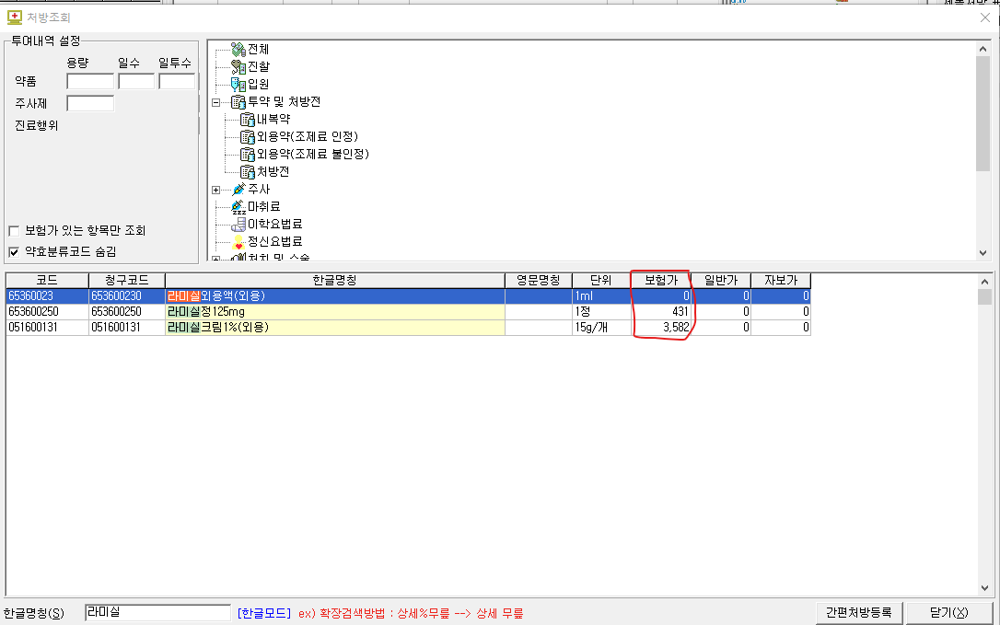 처방조회
투여내역 설정
용량 일수 일투수
약품
주사제
진료행위
보험가 있는 항목만 조회
약효분류코드 숨김
전체
진찰
입원
투약 및 처방전
내복약
외용약(조제료 인정)
외용약(조제료 불인정)
처방전
주사
마취료
이학요법료
정신요법료
처치 및 수술
코드 청구코드 한글명칭 영문명칭 단위 보험가 일반가 자보가
65360023 653600230 라미실외용액(외용) 1ml 0 0 0
653600250 653600250 라미실정125mg 1정 431 0 0
051600131 051600131 라미실크림1%(외용) 15g/개 3,582 0 0
한글명칭(S) 라미실 [한글모드] ex) 확장검색방법 : 상세%무릎 --> 상세 무릎 간편처방등록 닫기(X)